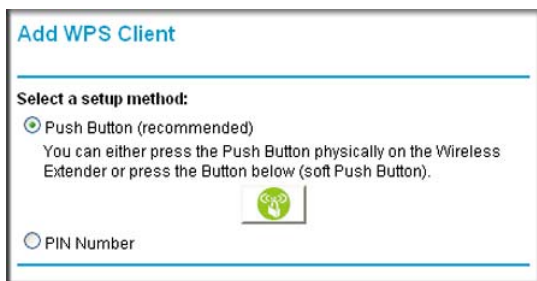 Add WPS Client
Select a setup method:
Push Button (recommended)
You can either press the Push Button physically on the Wireless
Extender or press the Button below (soft Push Button).
PIN Number